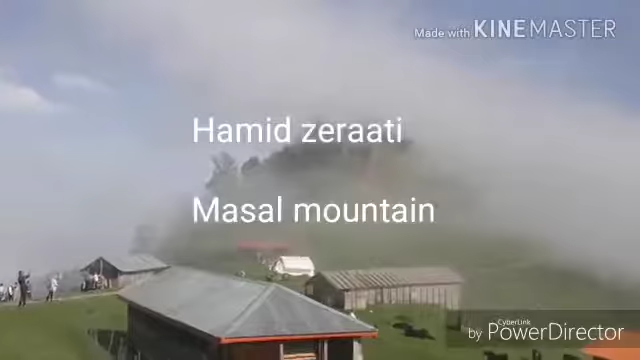 Made with KINEMASTER
Hamid zeraati
Masal mountain
CyberLink
by PowerDirector